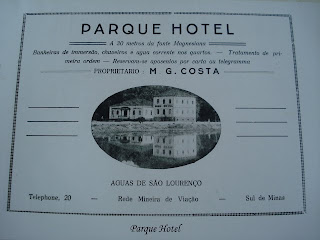 PARQUE HOTEL
A 20 metros da fonte Magnesiana
Banheiras de immersão, chuveiros e agua corrente nos quartos. — Tratamento de pri-
meira ordem — Reservam-se aposentos por carta ou telegramma
PROPRIETARIO : M. G. COSTA
AGUAS DE SÃO LOURENÇO
Telephone, 20 — Rede Mineira de Viação — Sul de Minas
Parque Hotel